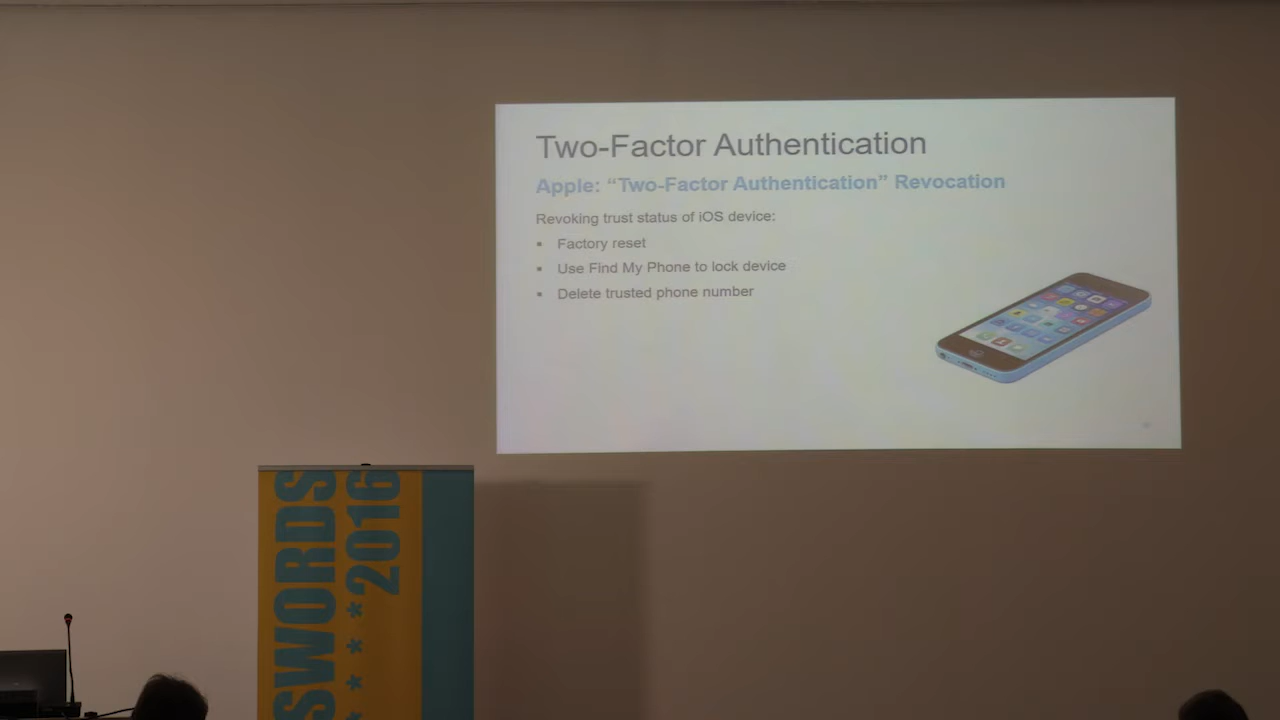 Two-Factor Authentication
Apple: “Two-Factor Authentication” Revocation
Revoking trust status of iOS device:
▪ Factory reset
▪ Use Find My Phone to lock device
▪ Delete trusted phone number
SWORDS
* * * *2016